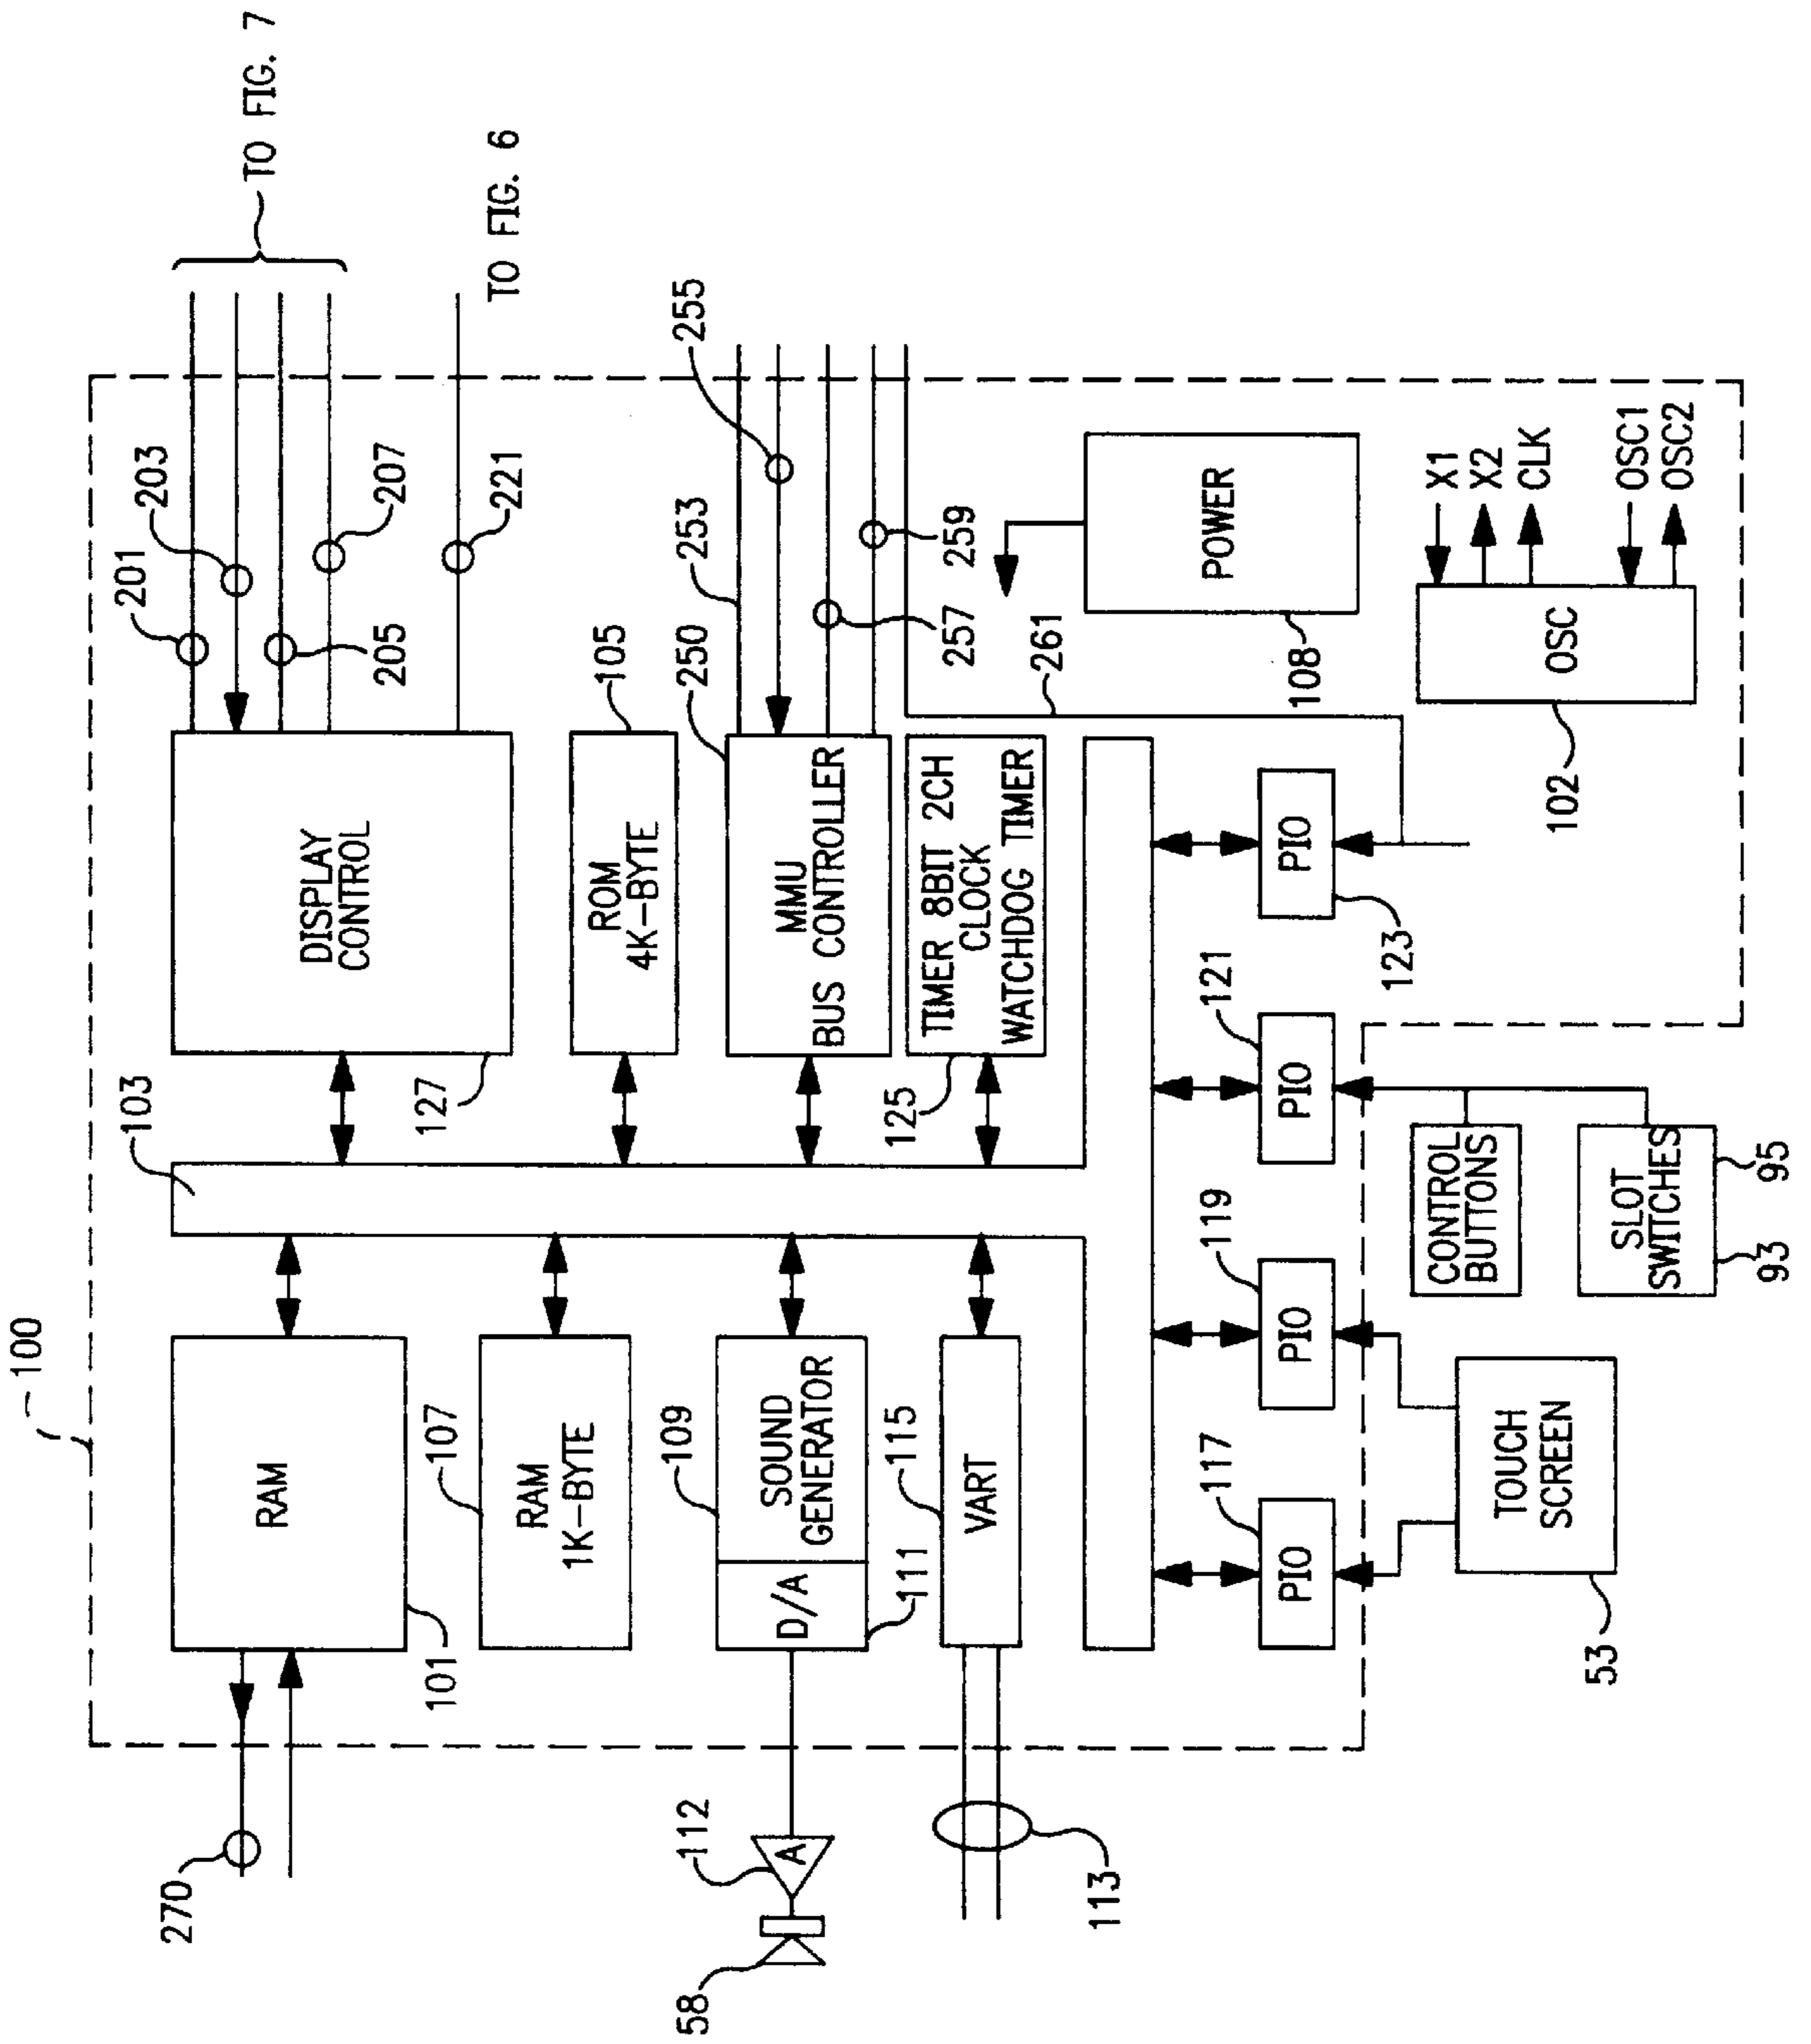 100
TO FIG. 7
270
101
RAM
103
DISPLAY
CONTROL
127
201
203
205
207
221
TO FIG. 6
107
RAM
1K-BYTE
ROM
4K-BYTE
105
58
112
A
D/A
111
SOUND
GENERATOR
109
MMU
BUS CONTROLLER
250
253
255
257
259
113
VART
115
125
TIMER 8BIT 2CH
CLOCK
WATCHDOG TIMER
261
117
119
121
PIO
PIO
PIO
PIO
123
POWER
108
53
TOUCH
SCREEN
CONTROL
BUTTONS
SLOT
SWITCHES
93
95
102
OSC
X1
X2
CLK
OSC1
OSC2